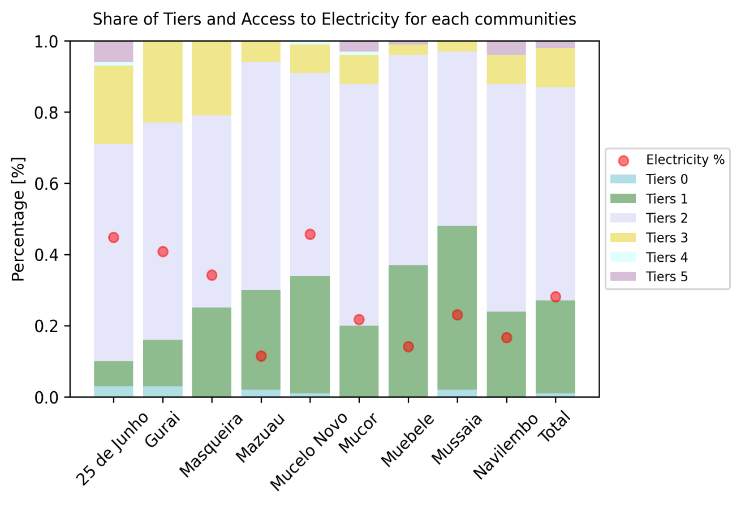 Share of Tiers and Access to Electricity for each communities
Percentage [%]
1.0
0.8
0.6
0.4
0.2
0.0
25 de Junho
Gurai
Masqueira
Mazuau
Mucelo Novo
Mucor
Muebele
Mussaia
Navilembo
Total
Electricity %
Tiers 0
Tiers 1
Tiers 2
Tiers 3
Tiers 4
Tiers 5